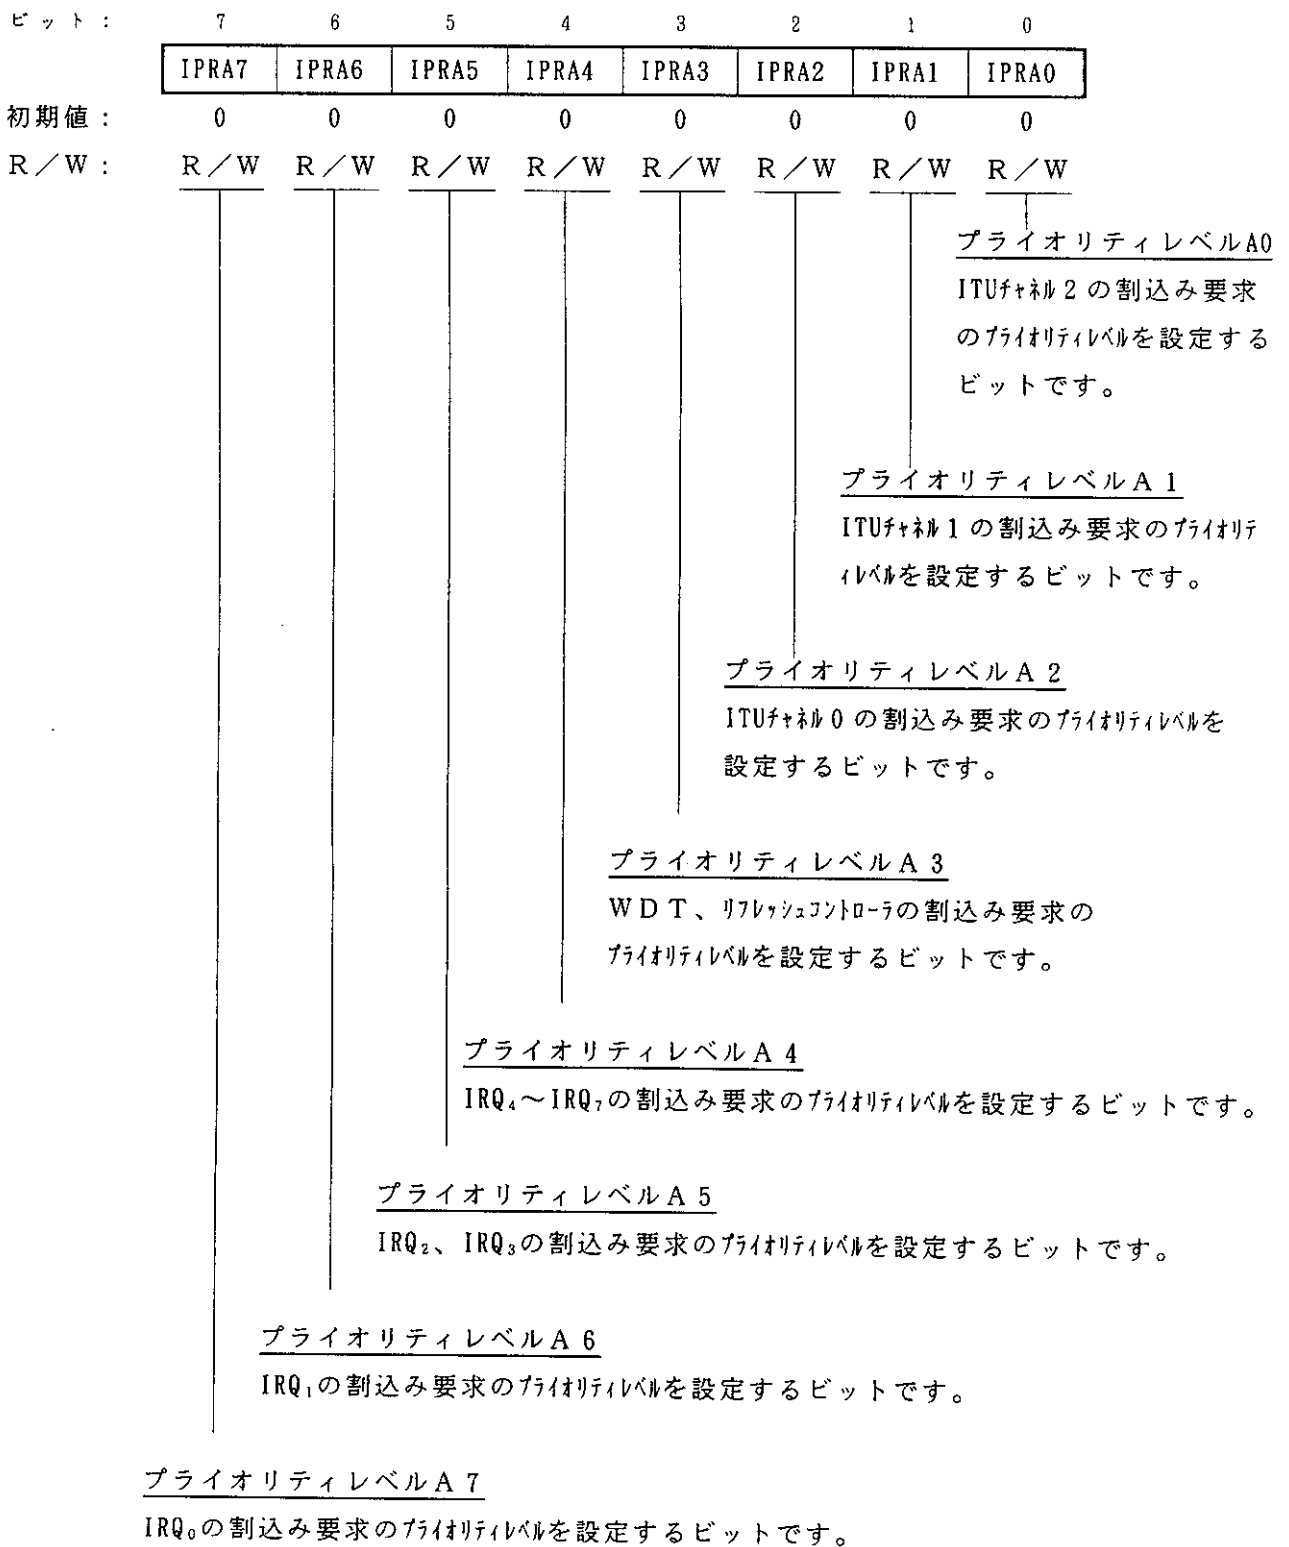 ビット： 7 6 5 4 3 2 1 0
IPRA7 IPRA6 IPRA5 IPRA4 IPRA3 IPRA2 IPRA1 IPRA0
初期値： 0 0 0 0 0 0 0 0
R／W： R／W R／W R／W R／W R／W R／W R／W R／W
プライオリティレベルA0
ITUﾁｬﾈﾙ2の割込み要求
のﾌﾟﾗｲｵﾘﾃｨﾚﾍﾞﾙを設定する
ビットです。
プライオリティレベルA1
ITUﾁｬﾈﾙ1の割込み要求のﾌﾟﾗｲｵﾘﾃ
ｨﾚﾍﾞﾙを設定するビットです。
プライオリティレベルA2
ITUﾁｬﾈﾙ0の割込み要求のﾌﾟﾗｲｵﾘﾃｨﾚﾍﾞﾙを
設定するビットです。
プライオリティレベルA3
WDT、ﾘﾌﾚｯｼｭｺﾝﾄﾛｰﾗの割込み要求の
ﾌﾟﾗｲｵﾘﾃｨﾚﾍﾞﾙを設定するビットです。
プライオリティレベルA4
IRQ₄～IRQ₇の割込み要求のﾌﾟﾗｲｵﾘﾃｨﾚﾍﾞﾙを設定するビットです。
プライオリティレベルA5
IRQ₂、IRQ₃の割込み要求のﾌﾟﾗｲｵﾘﾃｨﾚﾍﾞﾙを設定するビットです。
プライオリティレベルA6
IRQ₁の割込み要求のﾌﾟﾗｲｵﾘﾃｨﾚﾍﾞﾙを設定するビットです。
プライオリティレベルA7
IRQ₀の割込み要求のﾌﾟﾗｲｵﾘﾃｨﾚﾍﾞﾙを設定するビットです。